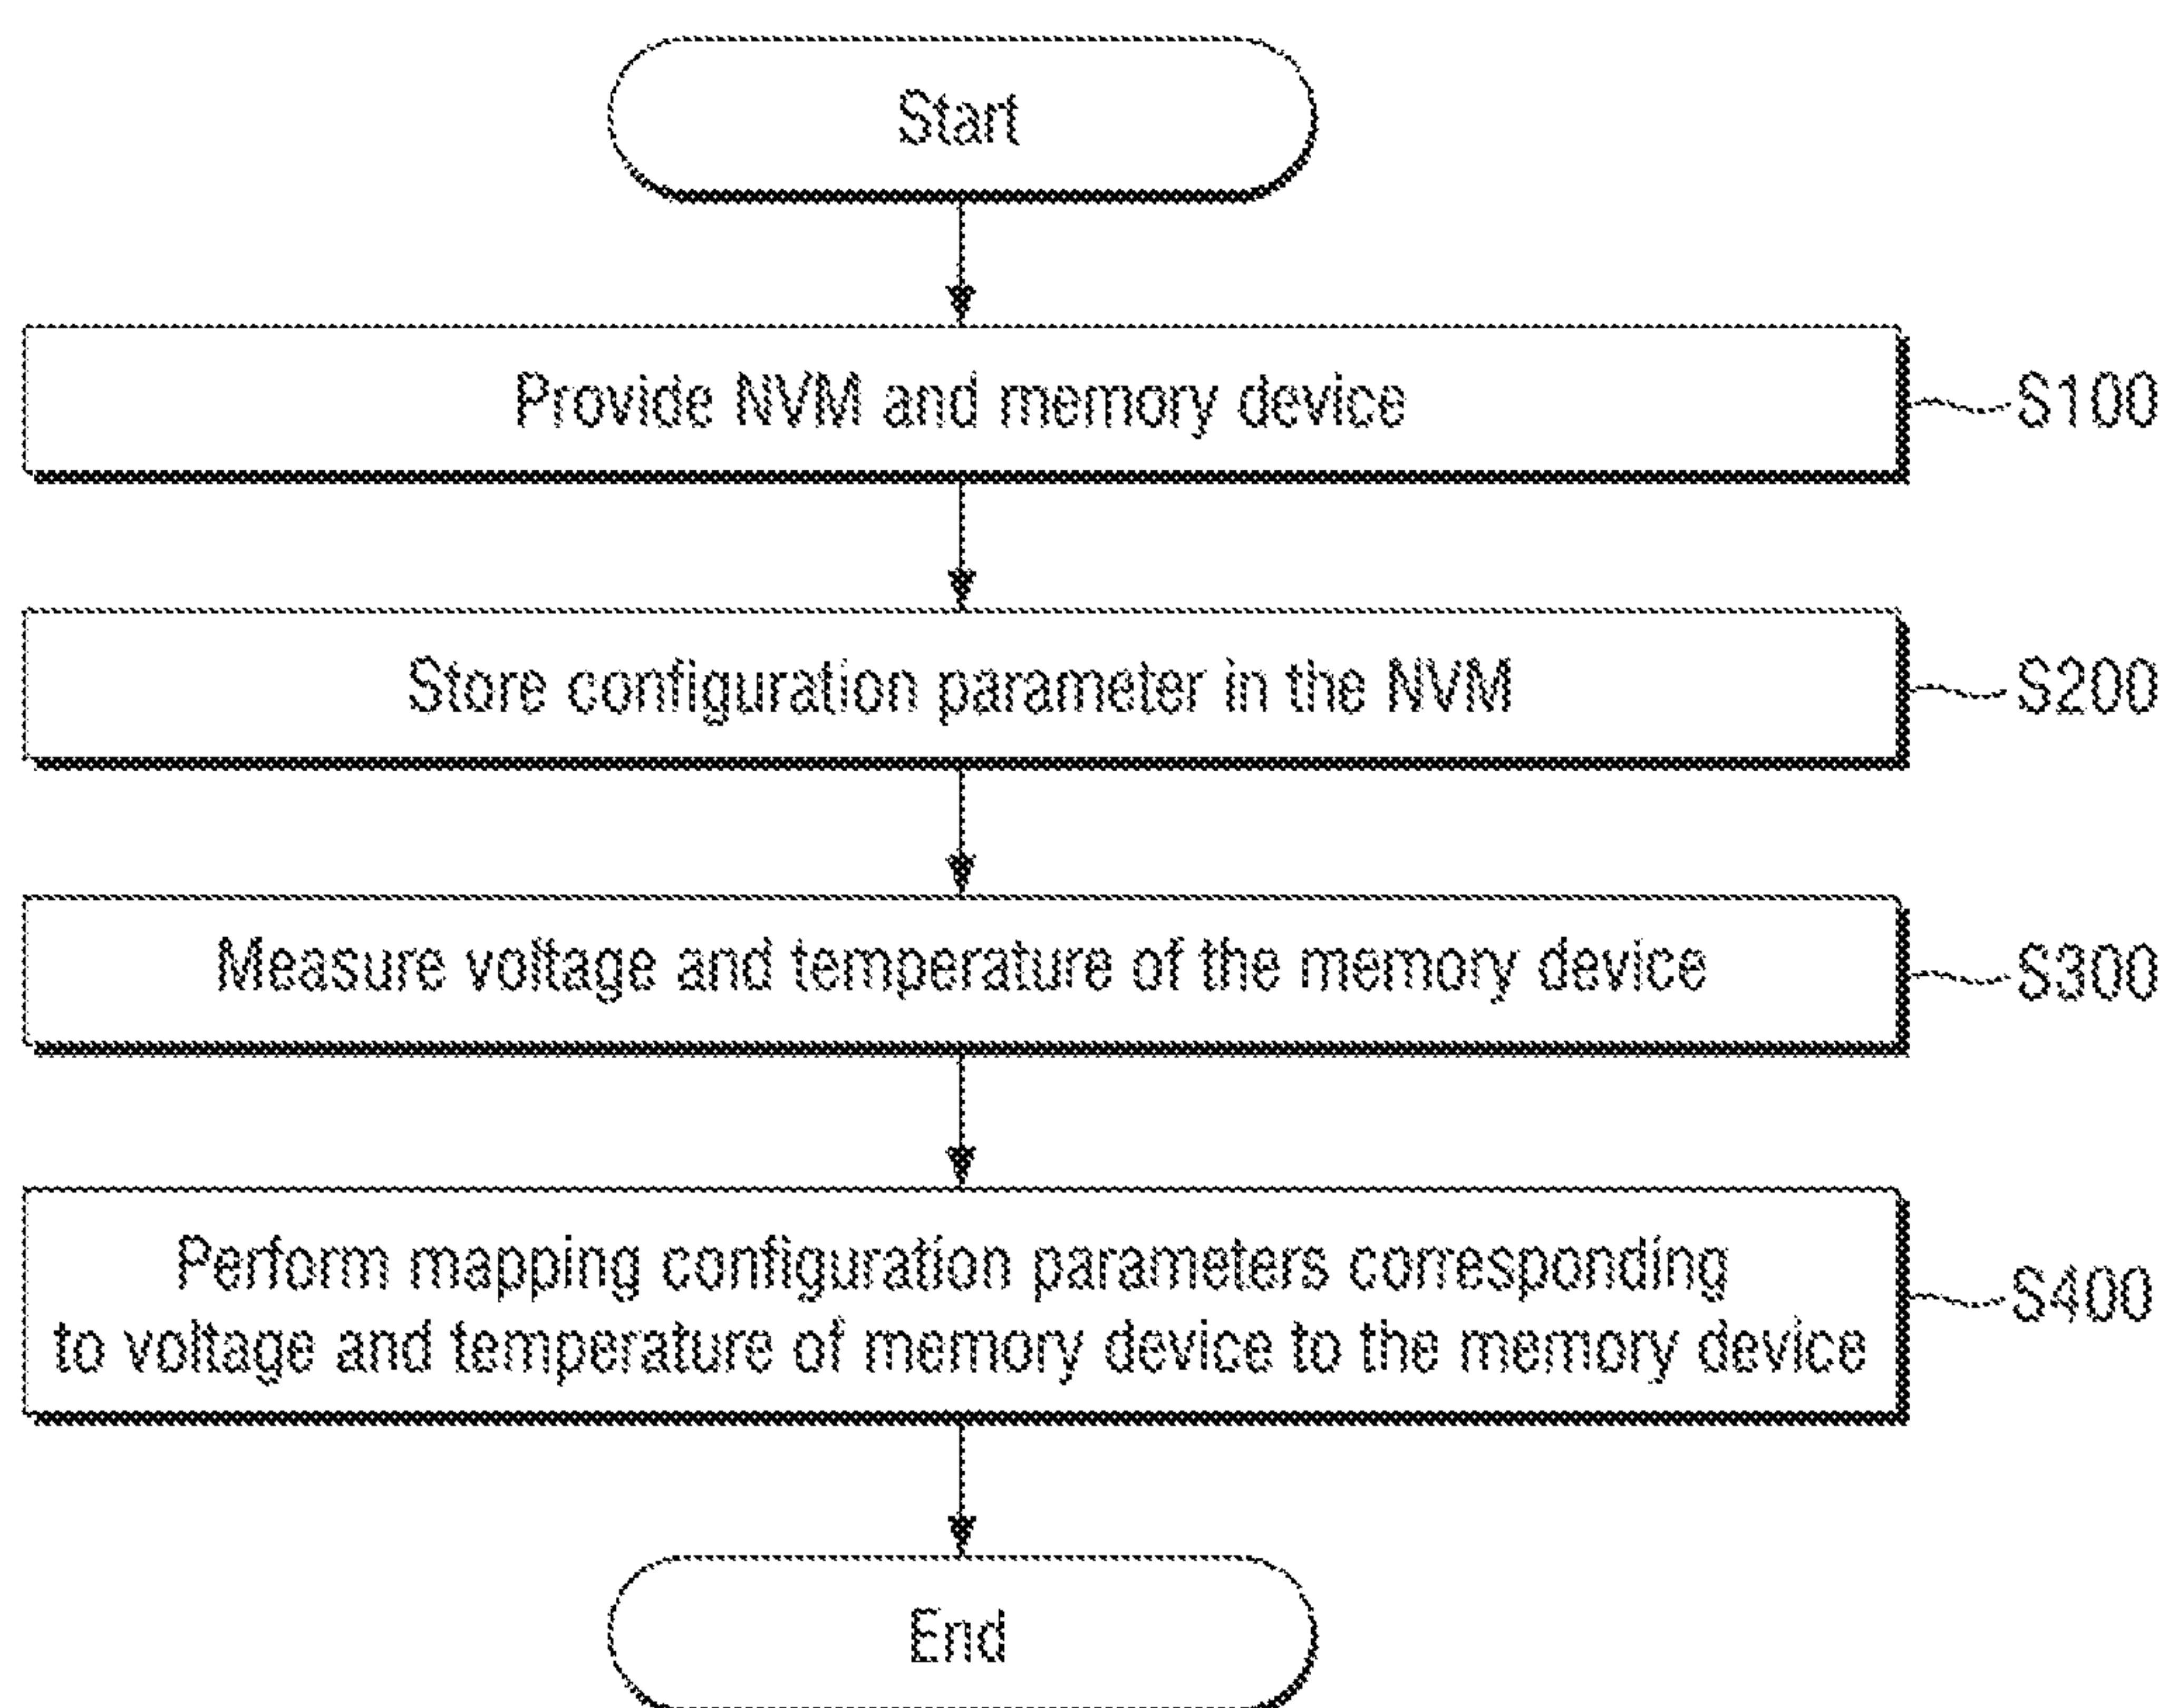 Start
Provide NVM and memory device
S100
Store configuration parameter in the NVM
S200
Measure voltage and temperature of the memory device
S300
Perform mapping configuration parameters corresponding
to voltage and temperature of memory device to the memory device
S400
End